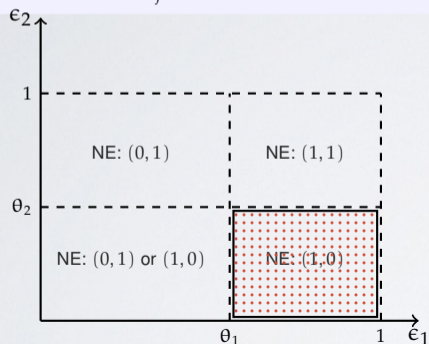 ϵ₂
1
NE: (0, 1)
NE: (1, 1)
θ₂
NE: (0, 1) or (1, 0)
NE: (1, 0)
θ₁
1
ϵ₁